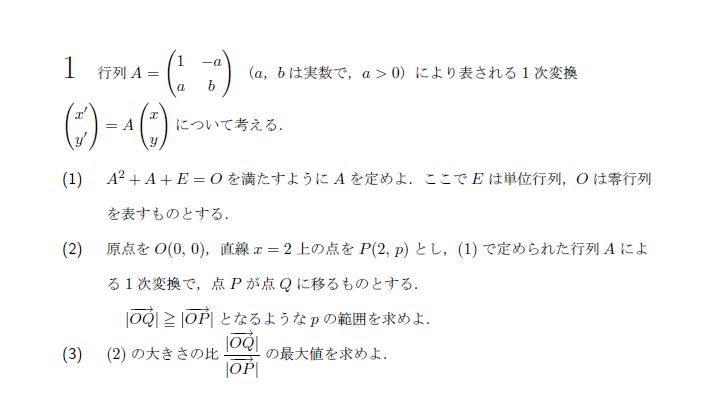 1 行列 A = \begin{pmatrix} 1 & -a \\ a & b \end{pmatrix} (a, b は実数で, a > 0) により表される 1 次変換
\begin{pmatrix} x' \\ y' \end{pmatrix} = A \begin{pmatrix} x \\ y \end{pmatrix} について考える.
(1) A² + A + E = O を満たすように A を定めよ. ここで E は単位行列, O は零行列
を表すものとする.
(2) 原点を O(0, 0), 直線 x = 2 上の点を P(2, p) とし, (1) で定められた行列 A によ
る 1 次変換で, 点 P が点 Q に移るものとする.
|\overrightarrow{OQ}| ≧ |\overrightarrow{OP}| となるような p の範囲を求めよ.
(3) (2) の大きさの比 \frac{|\overrightarrow{OQ}|}{|\overrightarrow{OP}|} の最大値を求めよ.